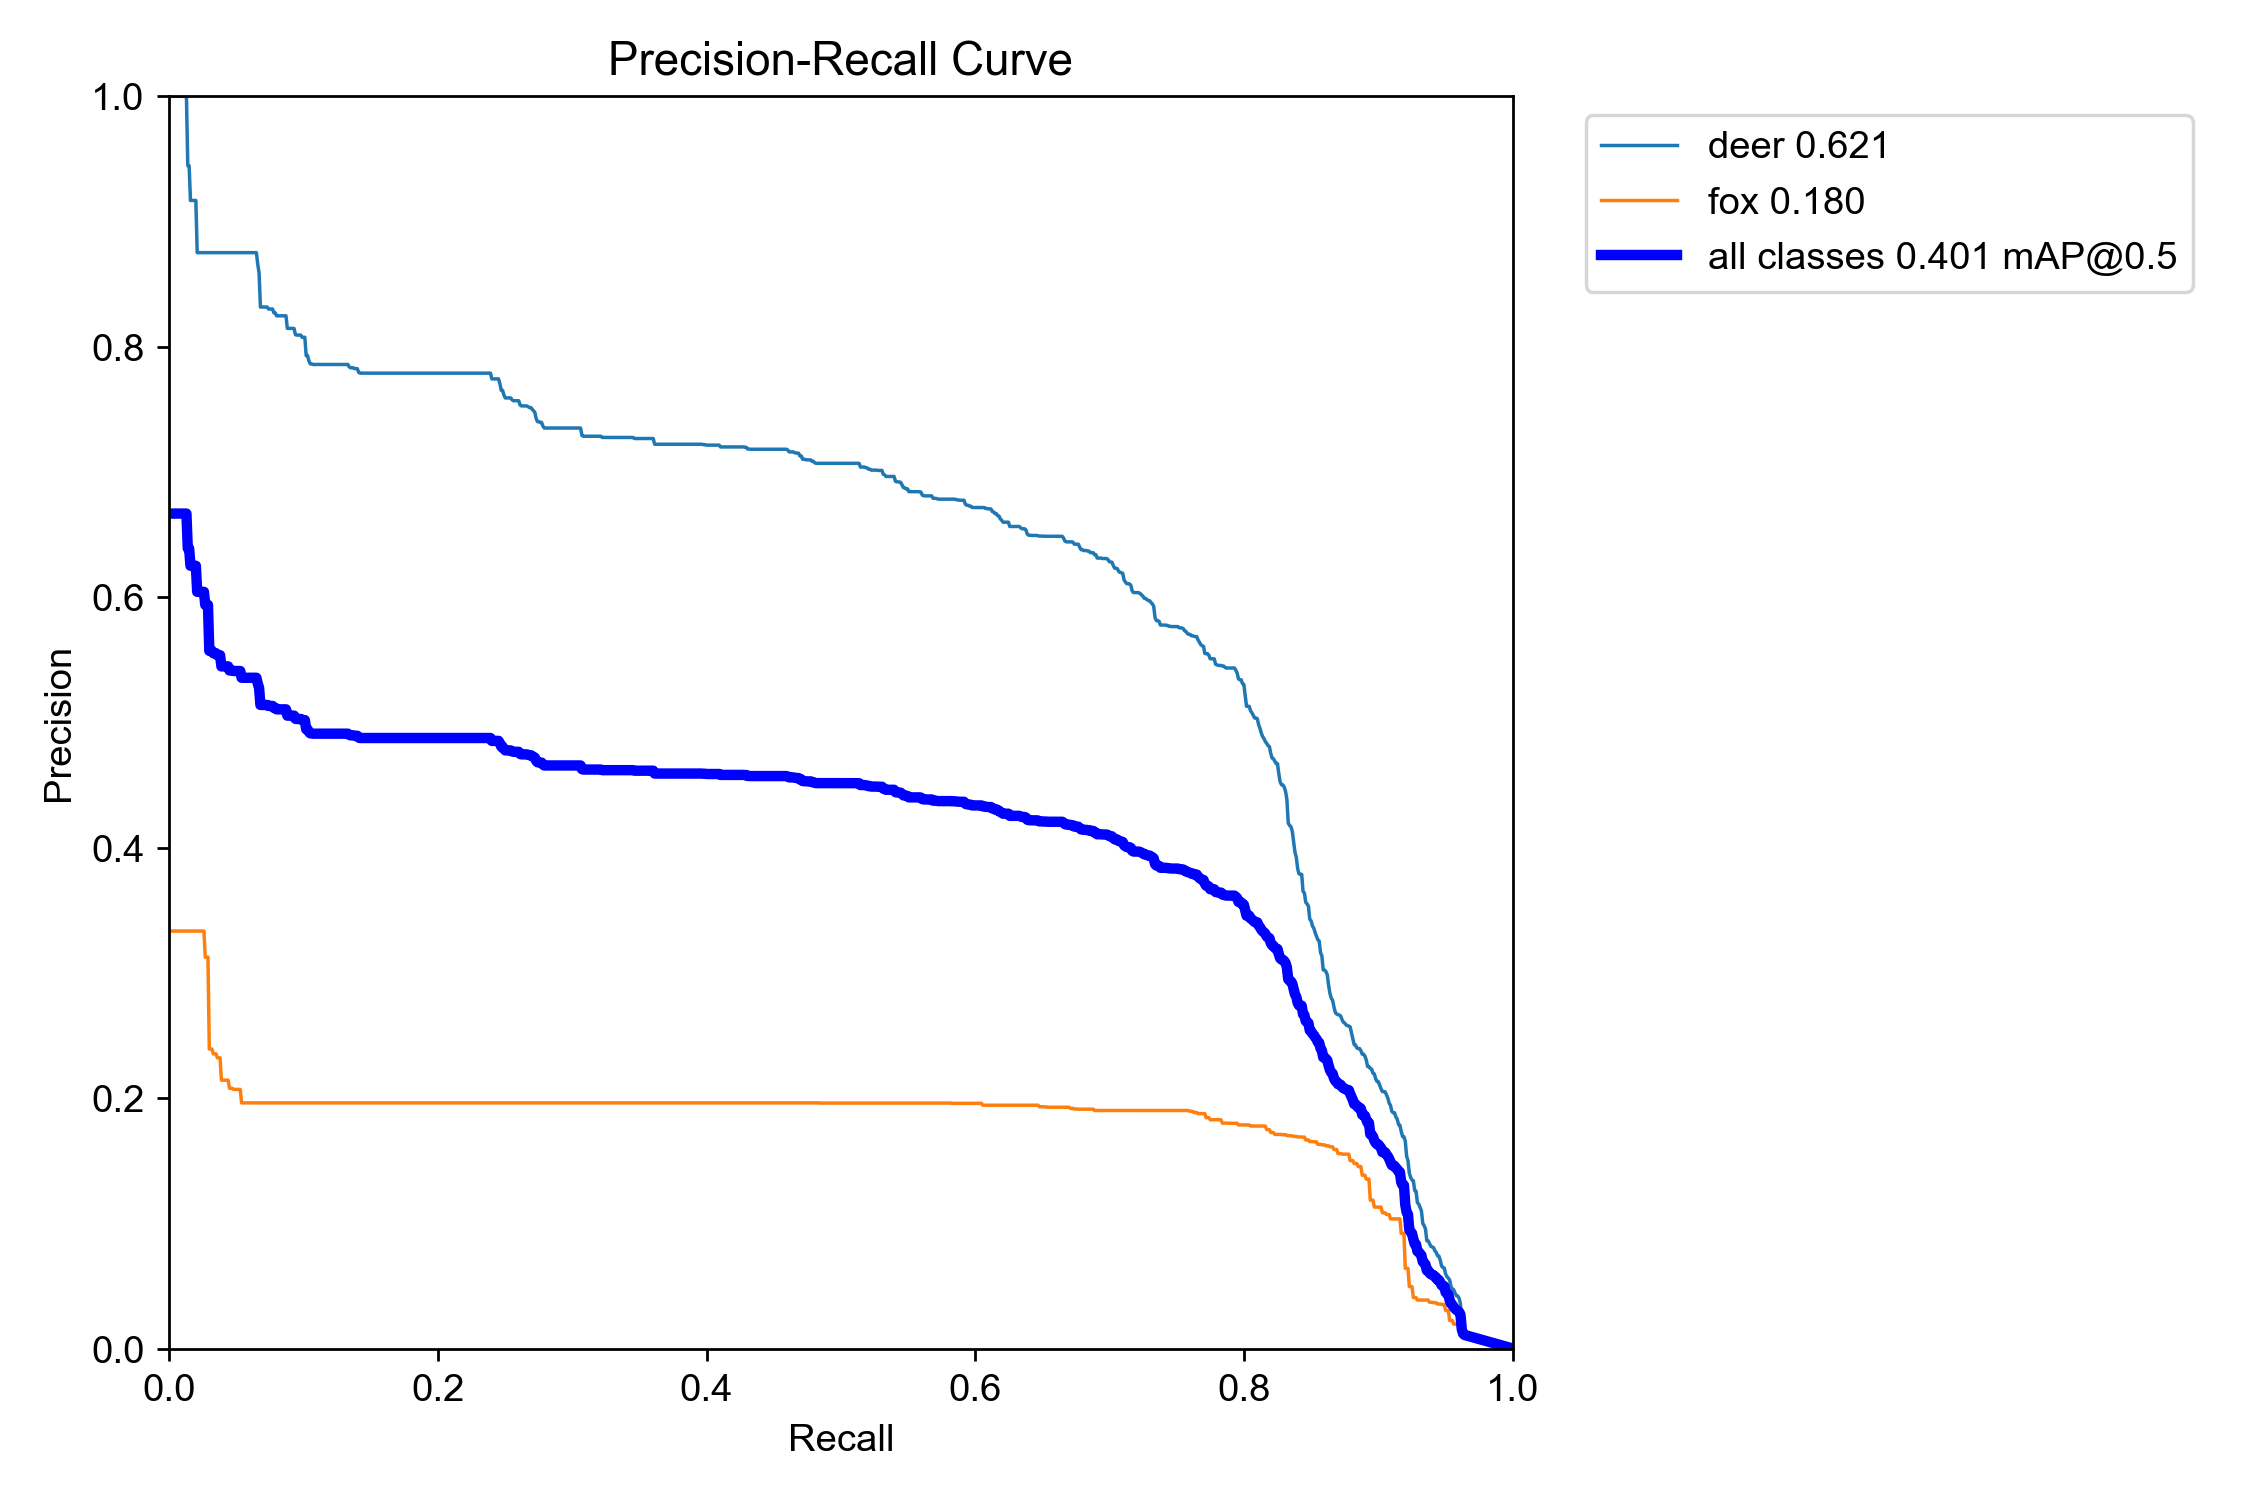 Precision-Recall Curve
1.0
0.8
0.6
0.4
0.2
0.0
Precision
0.0 0.2 0.4 0.6 0.8 1.0
Recall
deer 0.621
fox 0.180
all classes 0.401 mAP@0.5